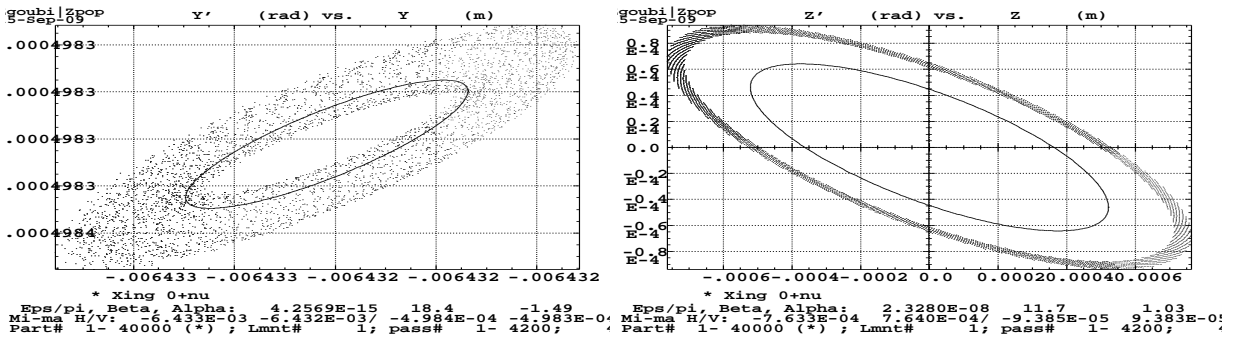 goubi|Zpop
5-Sep-09
Y' (rad) vs. Y (m)
.0004983
.0004983
.0004983
.0004983
.0004984
-.006433 -.006433 -.006432 -.006432 -.006432
* Xing 0+nu
Eps/pi, Beta, Alpha: 4.2569E-15 18.4 -1.49
Mi-ma H/V: -6.433E-03 -6.432E-03/ -4.984E-04 -4.983E-04
Part# 1- 40000 (*) ; Lmnt# 1; pass# 1- 4200;
goubi|Zpop
5-Sep-09
Z' (rad) vs. Z (m)
0.8
E-4
0.6
E-4
0.4
E-4
0.2
E-4
0.0
-0.2
E-4
-0.4
E-4
-0.6
E-4
-0.8
E-4
-.0006 -.0004 -.0002 0.0 0.0002 0.0004 0.0006
* Xing 0+nu
Eps/pi, Beta, Alpha: 2.3280E-08 11.7 1.03
Mi-ma H/V: -7.633E-04 7.640E-04/ -9.385E-05 9.383E-05
Part# 1- 40000 (*) ; Lmnt# 1; pass# 1- 4200;